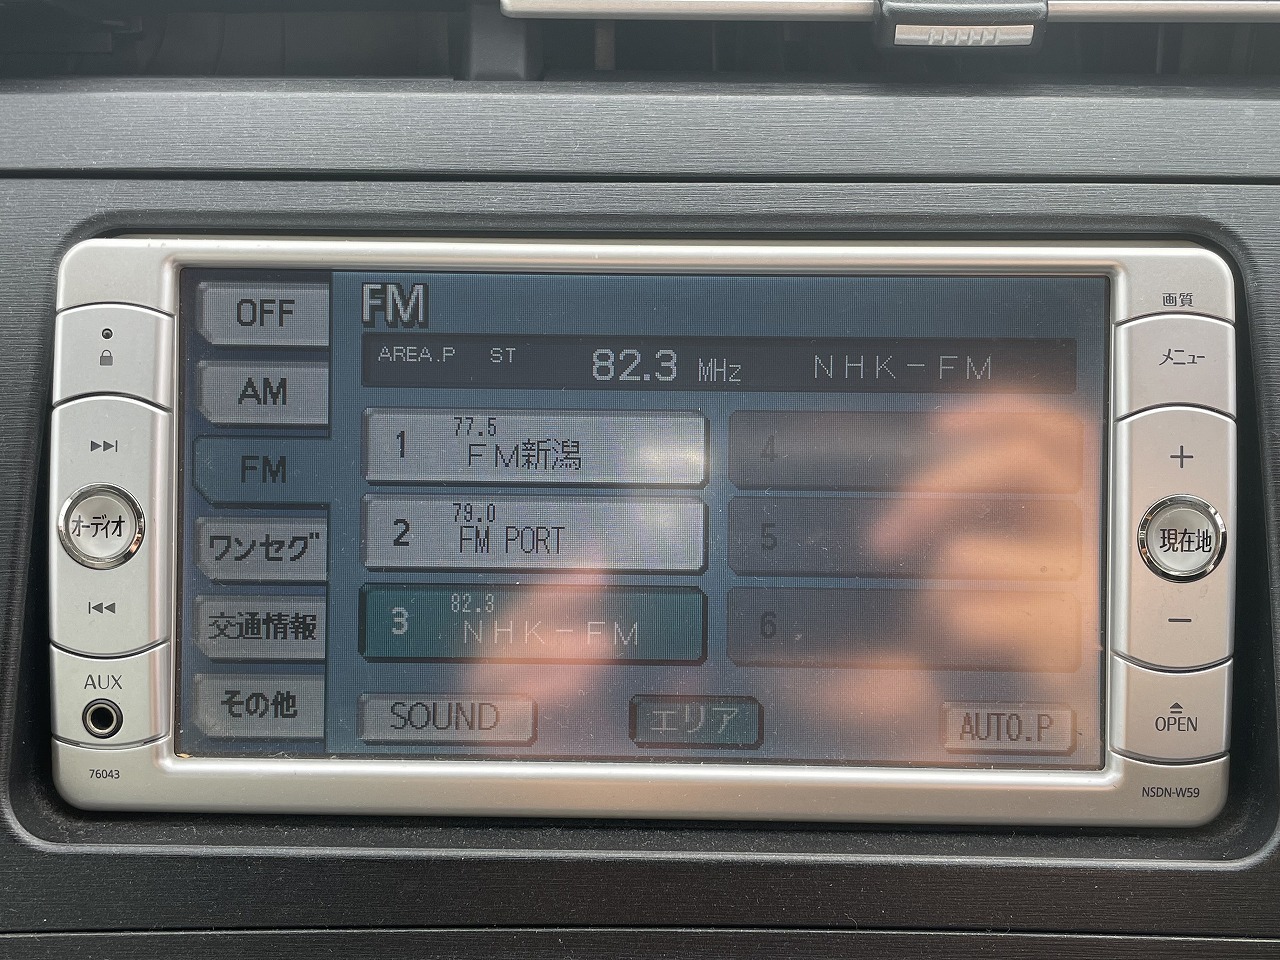 OFF
AM
FM
ワンセグ
交通情報
その他
FM
AREA.P ST 82.3 MHz NHK-FM
1 77.5 FM新潟
2 79.0 FM PORT
3 82.3 NHK-FM
4
5
6
SOUND
エリア
AUTO.P
オーディオ
AUX
76043
画質
メニュー
+
現在地
−
OPEN
NSDN-W59